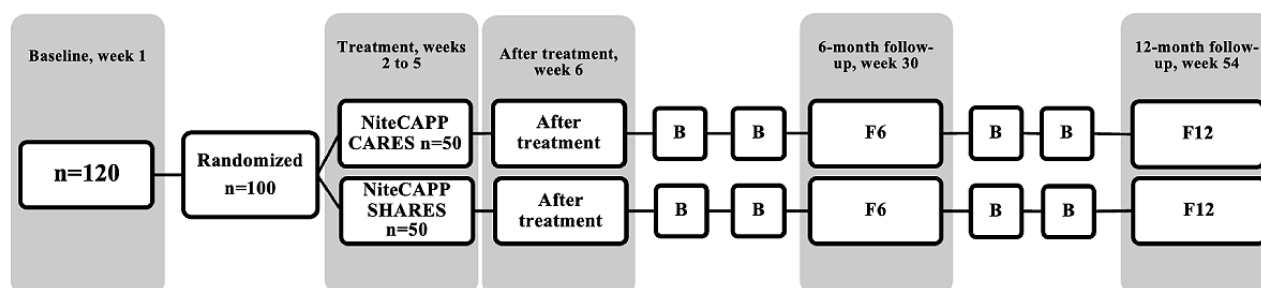 Baseline, week 1
Treatment, weeks
2 to 5
After treatment,
week 6
6-month follow-
up, week 30
12-month follow-
up, week 54
n=120
Randomized
n=100
NiteCAPP
CARES n=50
After
treatment
B
B
F6
B
B
F12
NiteCAPP
SHARES
n=50
After
treatment
B
B
F6
B
B
F12